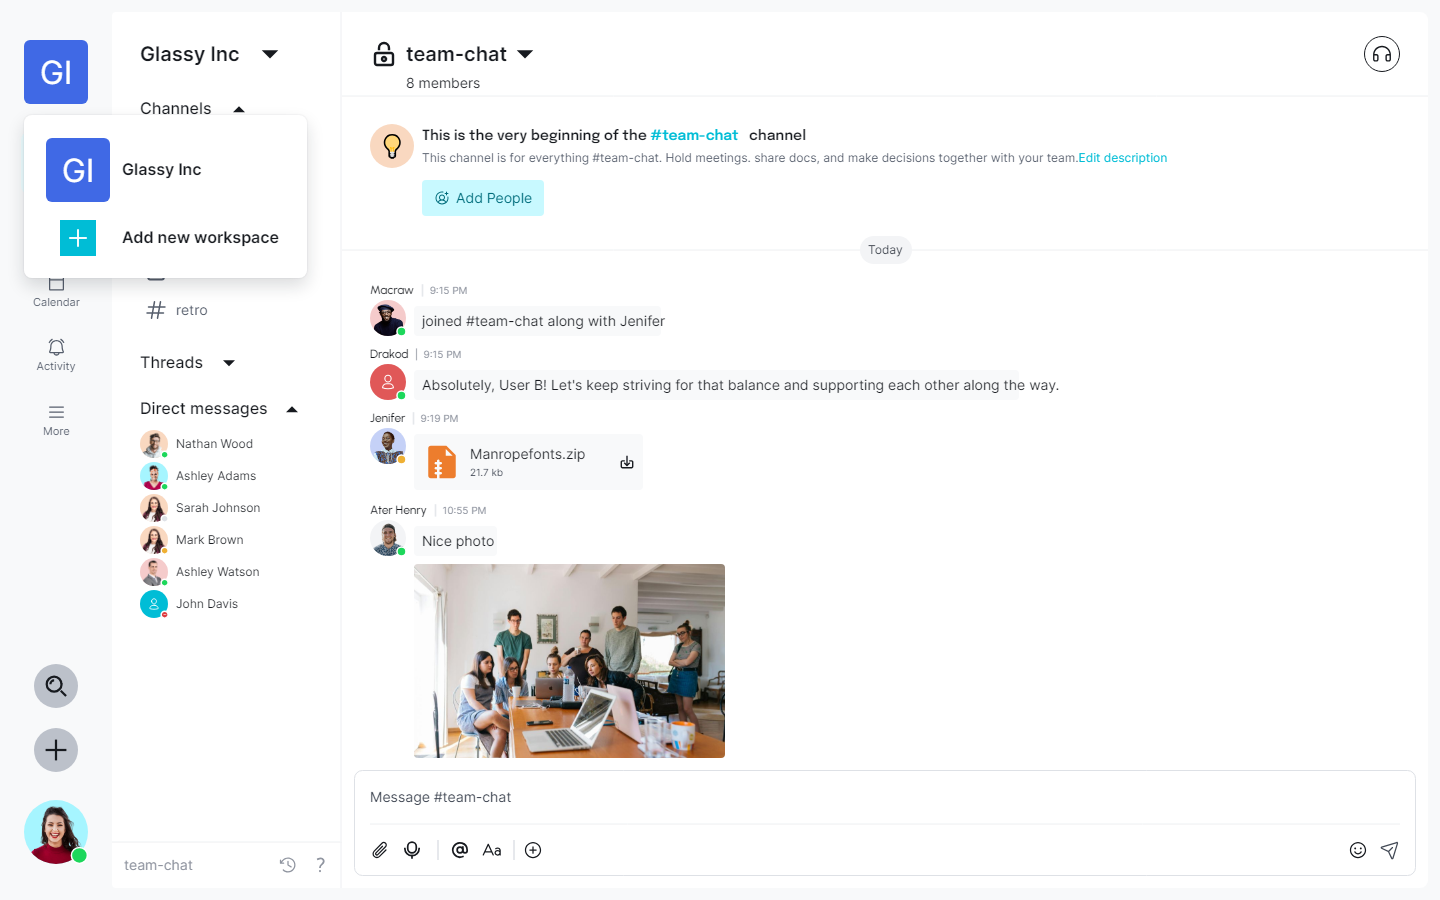 GI
Glassy Inc
Channels
GI
Glassy Inc
Add new workspace
Calendar
retro
Activity
Threads
More
Direct messages
Nathan Wood
Ashley Adams
Sarah Johnson
Mark Brown
Ashley Watson
John Davis
team-chat
?
team-chat
8 members
This is the very beginning of the #team-chat channel
This channel is for everything #team-chat. Hold meetings. share docs, and make decisions together with your team.Edit description
Add People
Today
Macraw | 9:15 PM
joined #team-chat along with Jenifer
Drakod | 9:15 PM
Absolutely, User B! Let's keep striving for that balance and supporting each other along the way.
Jenifer | 9:19 PM
Manropefonts.zip
21.7 kb
Ater Henry | 10:55 PM
Nice photo
Message #team-chat
@ Aa